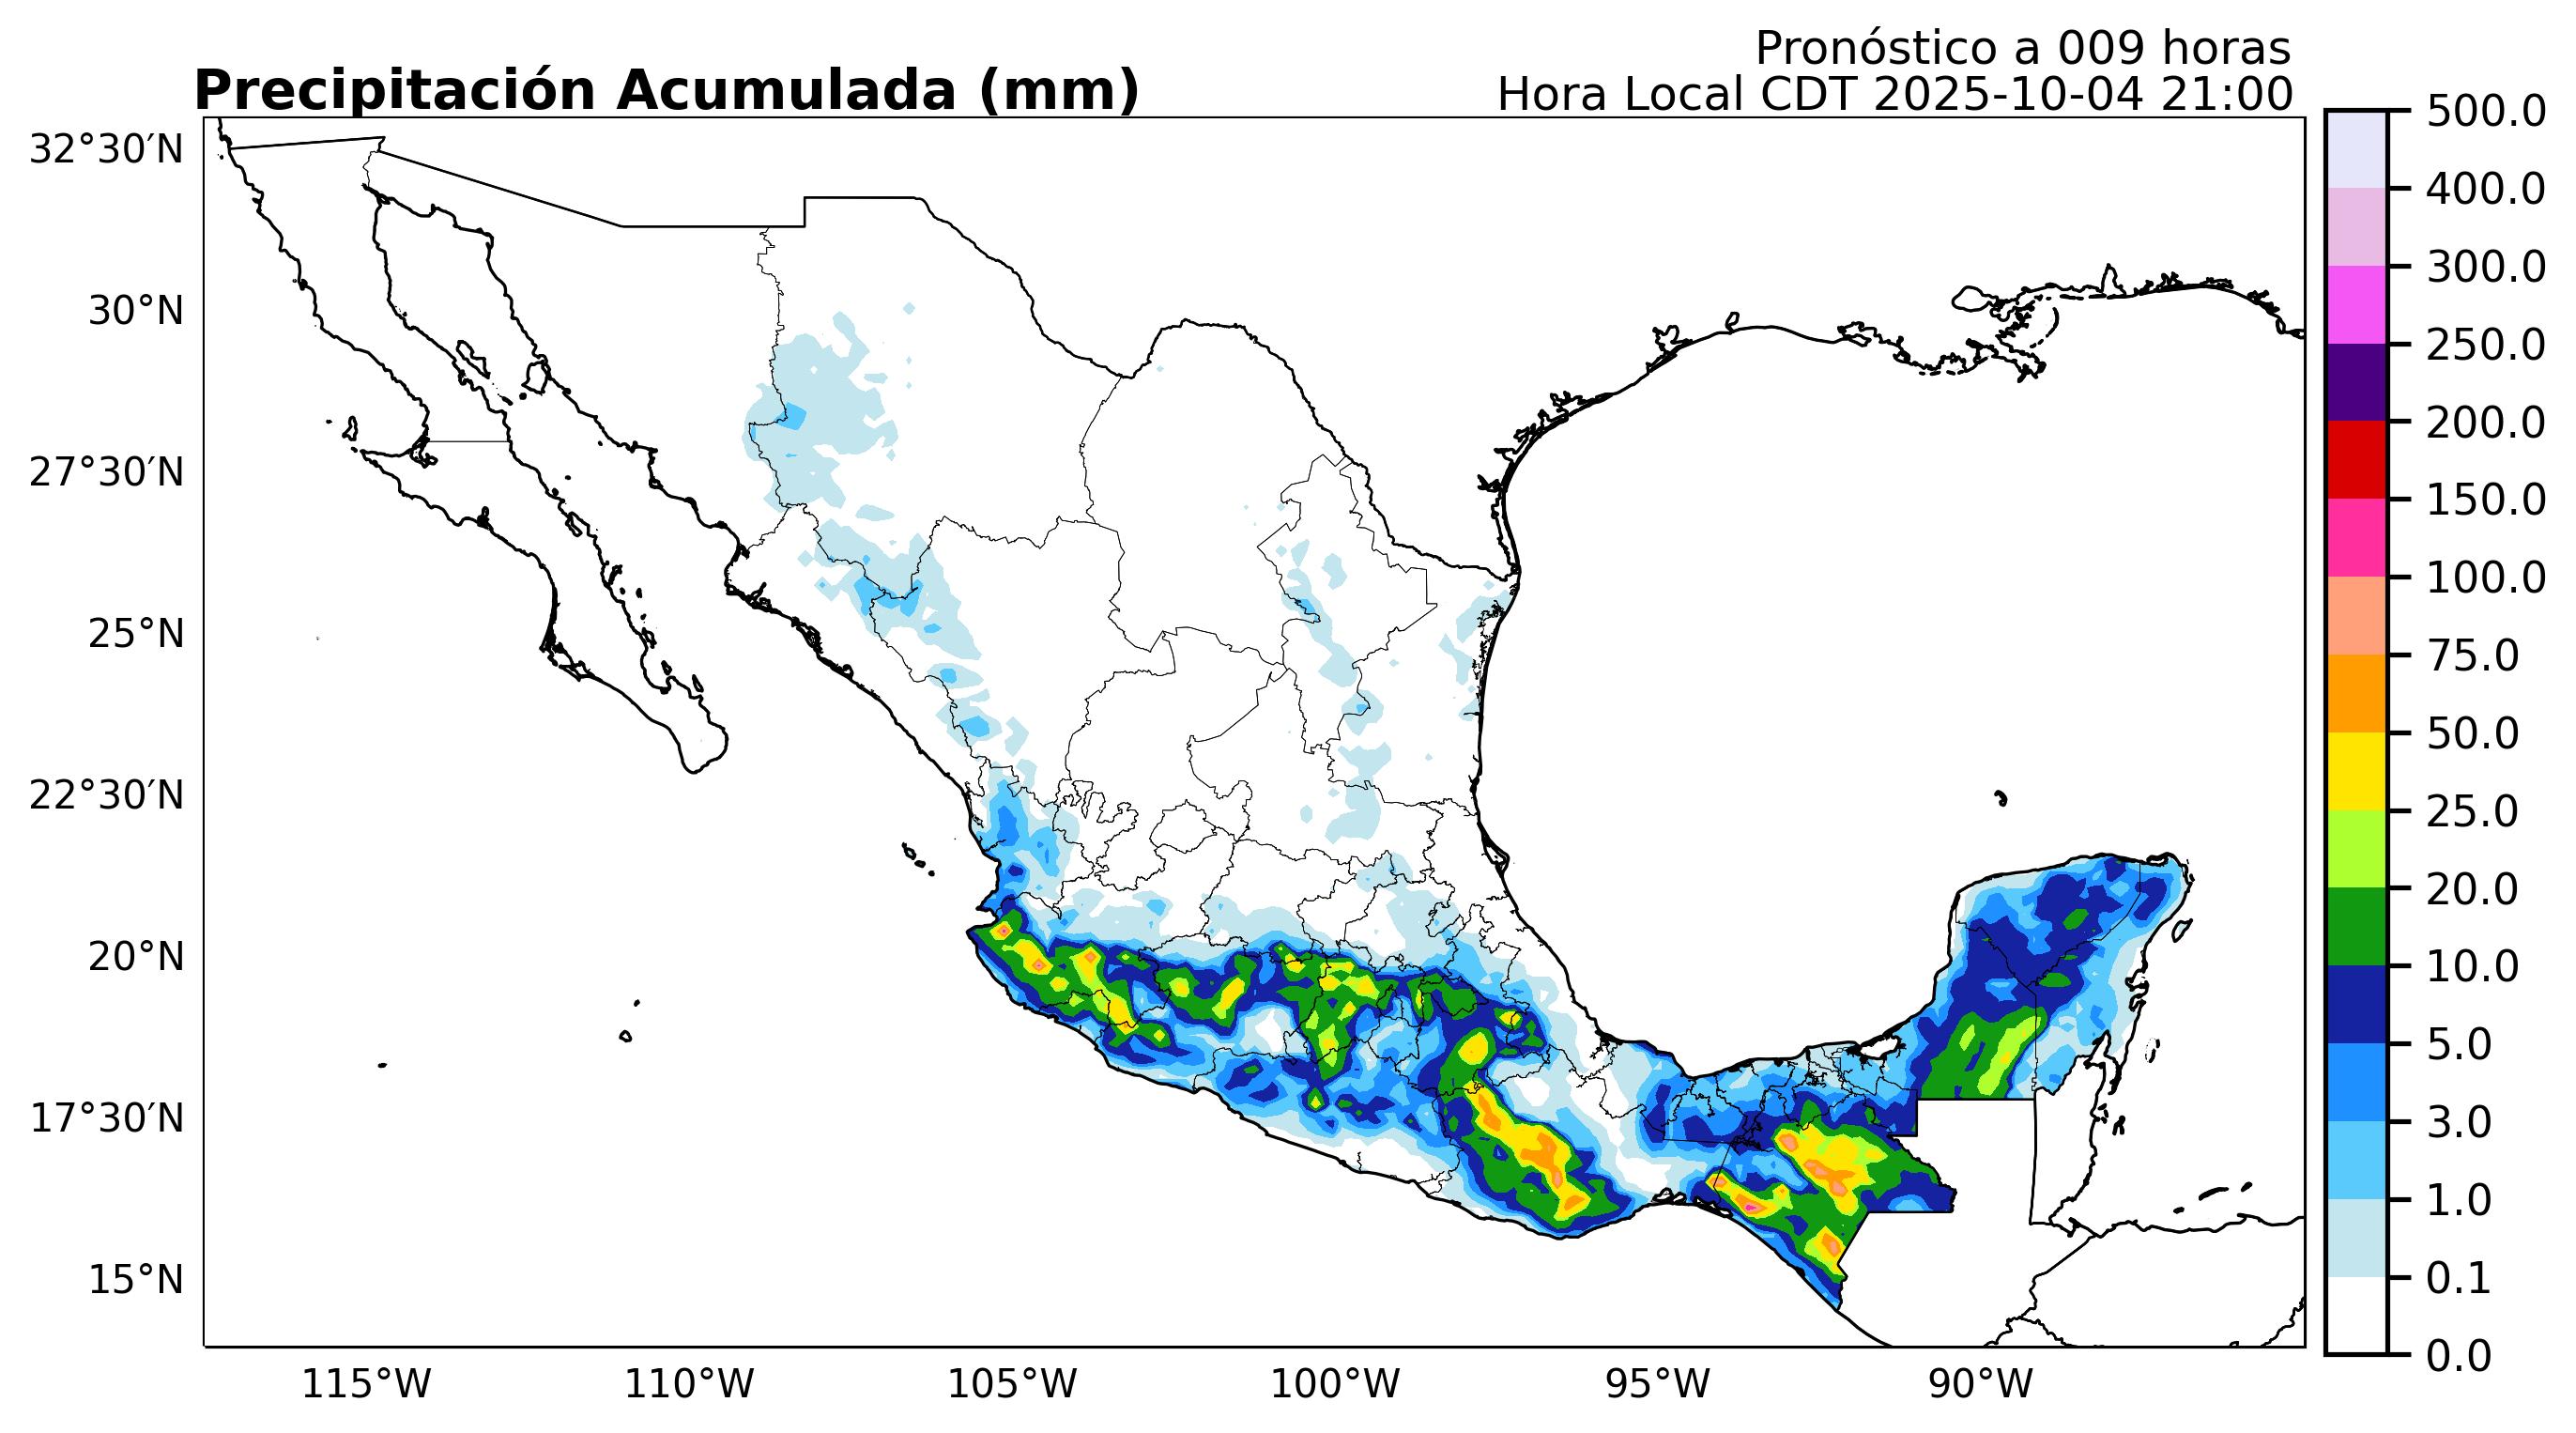 Pronóstico a 009 horas
Precipitación Acumulada (mm)
Hora Local CDT 2025-10-04 21:00
32°30′N
30°N
27°30′N
25°N
22°30′N
20°N
17°30′N
15°N
115°W
110°W
105°W
100°W
95°W
90°W
500.0
400.0
300.0
250.0
200.0
150.0
100.0
75.0
50.0
25.0
20.0
10.0
5.0
3.0
1.0
0.1
0.0